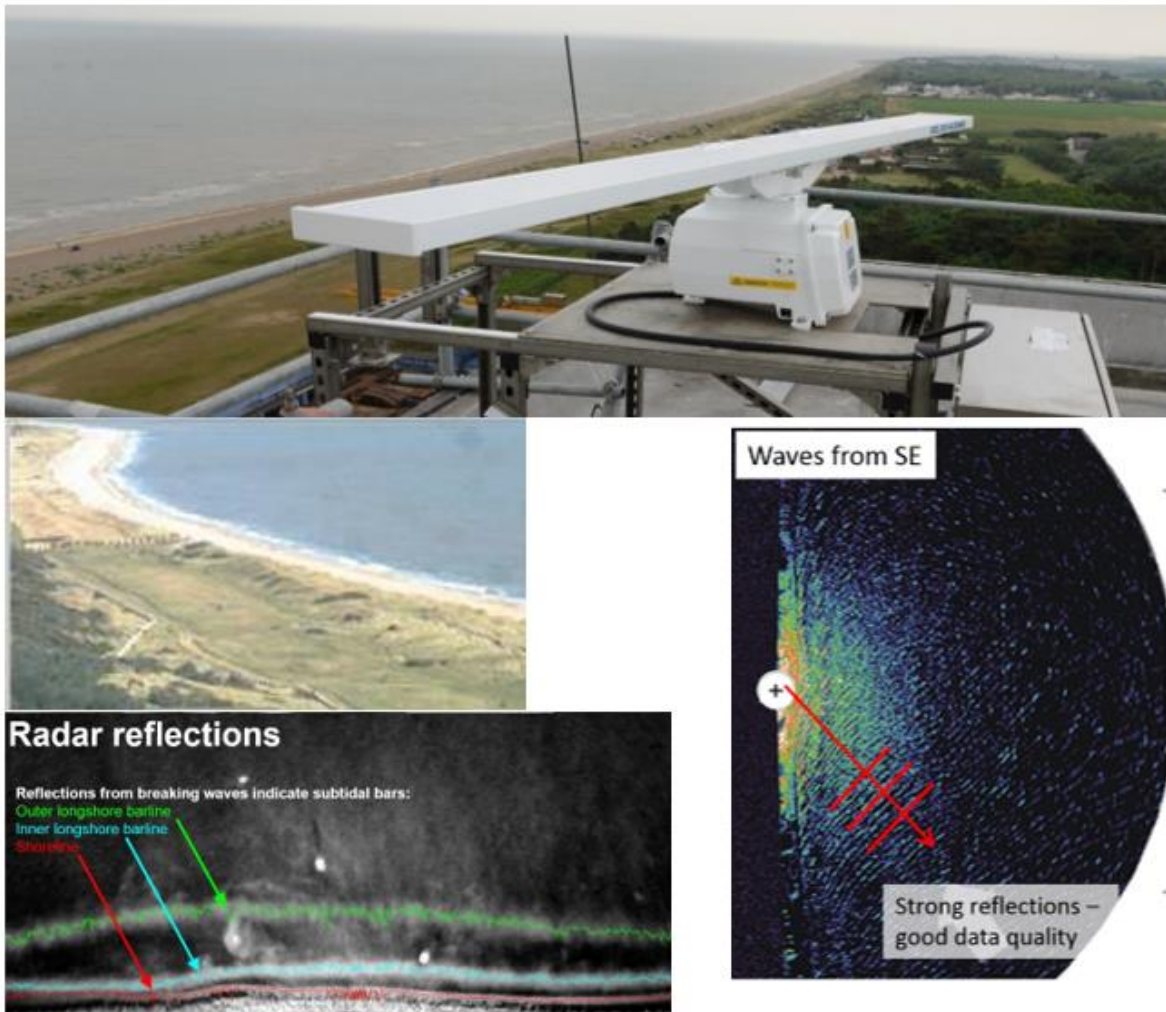 Waves from SE
Radar reflections
Reflections from breaking waves indicate subtidal bars:
Outer longshore barline
Inner longshore barline
Shoreline
Strong reflections –
good data quality